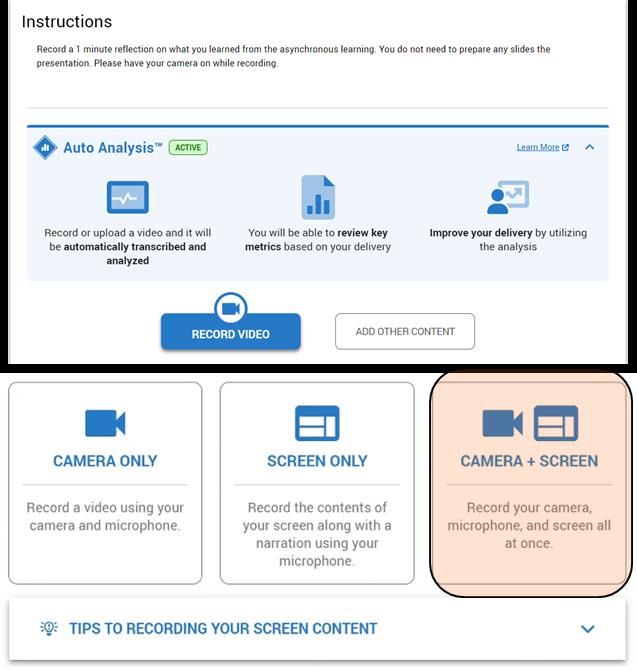 Instructions
Record a 1 minute reflection on what you learned from the asynchronous learning. You do not need to prepare any slides the
presentation. Please have your camera on while recording.
Auto Analysis™ ACTIVE Learn More
Record or upload a video and it will
be automatically transcribed and
analyzed
You will be able to review key
metrics based on your delivery
Improve your delivery by utilizing
the analysis
RECORD VIDEO
ADD OTHER CONTENT
CAMERA ONLY
Record a video using your
camera and microphone.
SCREEN ONLY
Record the contents of
your screen along with a
narration using your
microphone.
CAMERA + SCREEN
Record your camera,
microphone, and screen all
at once.
TIPS TO RECORDING YOUR SCREEN CONTENT